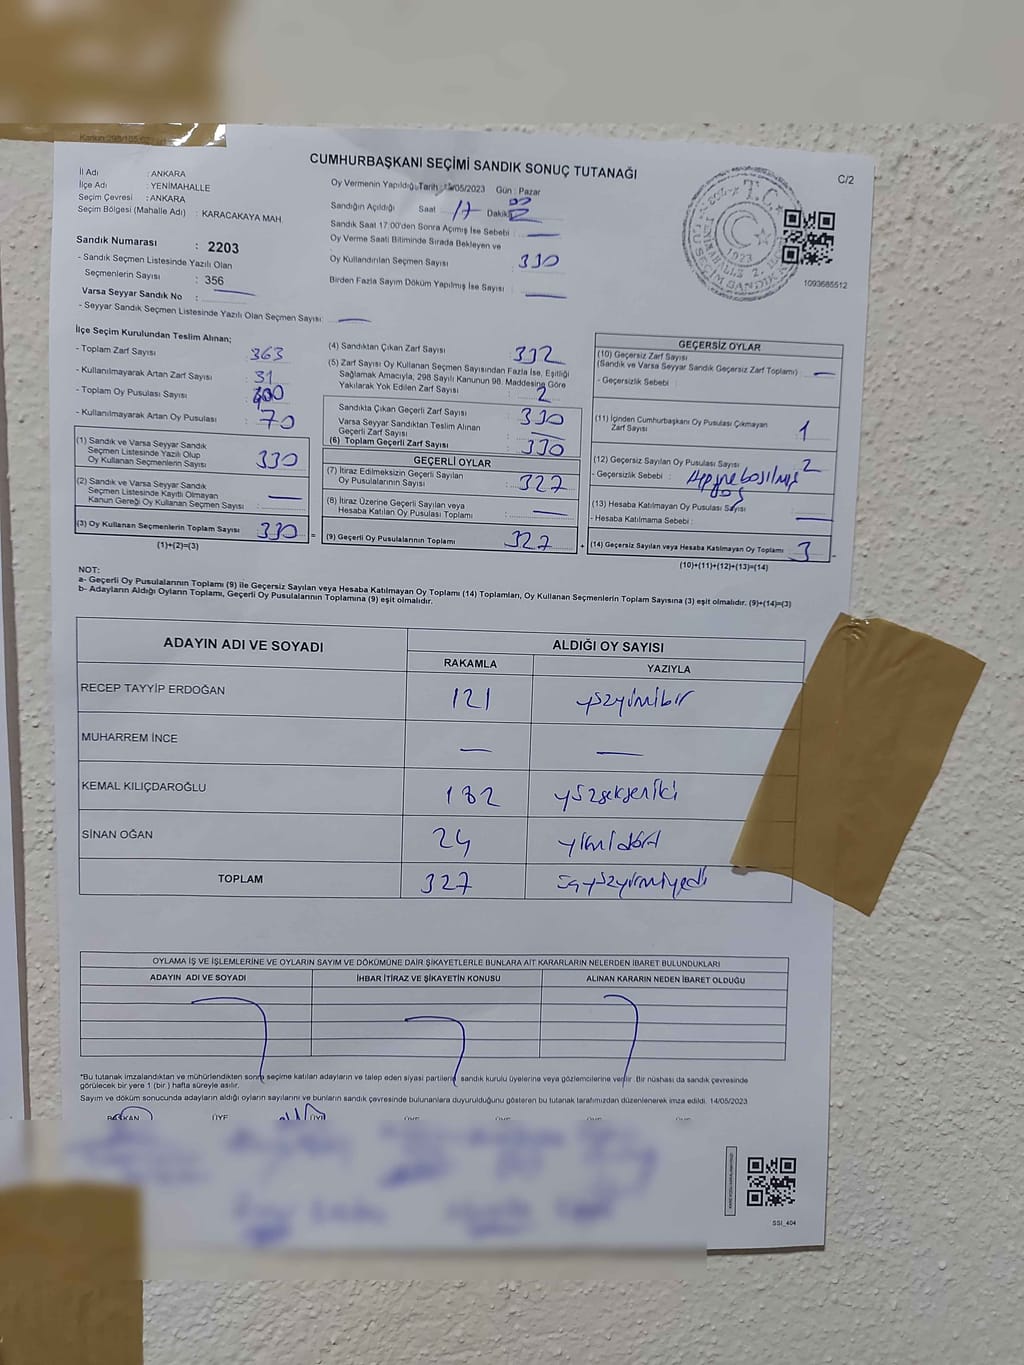 CUMHURBAŞKANI SEÇİMİ SANDIK SONUÇ TUTANAĞI
C/2
İl Adı : ANKARA
İlçe Adı : YENİMAHALLE
Seçim Çevresi : ANKARA
Seçim Bölgesi (Mahalle Adı) : KARACAKAYA MAH
Sandık Numarası : 2203
- Sandık Seçmen Listesinde Yazılı Olan
Seçmenlerin Sayısı : 356
Varsa Seyyar Sandık No :
- Seyyar Sandık Seçmen Listesinde Yazılı Olan Seçmen Sayısı:
Oy Vermenin Yapıldığı Tarih : 14/05/2023 Gün : Pazar
Sandığın Açıldığı Saat 17 Dakika
Sandık Saat 17:00'den Sonra Açılmış İse Sebebi :
Oy Verme Saati Bitiminde Sırada Bekleyen ve
Oy Kullandırılan Seçmen Sayısı : 330
Birden Fazla Sayım Döküm Yapılmış İse Sayısı :
1093685512
İlçe Seçim Kurulundan Teslim Alınan;
- Toplam Zarf Sayısı : 363
- Kullanılmayarak Artan Zarf Sayısı : 31
- Toplam Oy Pusulası Sayısı : 400
- Kullanılmayarak Artan Oy Pusulası : 70
(1) Sandık ve Varsa Seyyar Sandık
Seçmen Listesinde Yazılı Olup
Oy Kullanan Seçmenlerin Sayısı : 330
(2) Sandık ve Varsa Seyyar Sandık
Seçmen Listesinde Kayıtlı Olmayan
Kanun Gereği Oy Kullanan Seçmen Sayısı :
(3) Oy Kullanan Seçmenlerin Toplam Sayısı : 330
(1)+(2)=(3)
(4) Sandıktan Çıkan Zarf Sayısı : 332
(5) Zarf Sayısı Oy Kullanan Seçmen Sayısından Fazla İse, Eşitliği
Sağlamak Amacıyla, 298 Sayılı Kanunun 98. Maddesine Göre
Yakılarak Yok Edilen Zarf Sayısı : 2
Sandıkta Çıkan Geçerli Zarf Sayısı : 330
Varsa Seyyar Sandıktan Teslim Alınan
Geçerli Zarf Sayısı :
(6) Toplam Geçerli Zarf Sayısı : 330
GEÇERLİ OYLAR
(7) İtiraz Edilmeksizin Geçerli Sayılan
Oy Pusulalarının Sayısı : 327
(8) İtiraz Üzerine Geçerli Sayılan veya
Hesaba Katılan Oy Pusulası Toplamı :
(9) Geçerli Oy Pusulalarının Toplamı : 327
GEÇERSİZ OYLAR
(10) Geçersiz Zarf Sayısı
(Sandık ve Varsa Seyyar Sandık Geçersiz Zarf Toplamı) :
- Geçersizlik Sebebi :
(11) İçinden Cumhurbaşkanı Oy Pusulası Çıkmayan
Zarf Sayısı : 1
(12) Geçersiz Sayılan Oy Pusulası Sayısı : 2
- Geçersizlik Sebebi :
(13) Hesaba Katılmayan Oy Pusulası Sayısı
- Hesaba Katılmama Sebebi :
(14) Geçersiz Sayılan veya Hesaba Katılmayan Oy Toplamı : 3
(10)+(11)+(12)+(13)=(14)
NOT:
a- Geçerli Oy Pusulalarının Toplamı (9) ile Geçersiz Sayılan veya Hesaba Katılmayan Oy Toplamı (14) Toplamları, Oy Kullanan Seçmenlerin Toplam Sayısına (3) eşit olmalıdır. (9)+(14)=(3)
b- Adayların Aldığı Oyların Toplamı, Geçerli Oy Pusulalarının Toplamına (9) eşit olmalıdır.
ADAYIN ADI VE SOYADI ALDIĞI OY SAYISI
RAKAMLA YAZIYLA
RECEP TAYYİP ERDOĞAN 121 yüzyirmibir
MUHARREM İNCE
KEMAL KILIÇDAROĞLU 182 yüzsekseniki
SİNAN OĞAN 24 yirmidört
TOPLAM 327
OYLAMA İŞ VE İŞLEMLERİNE VE OYLARIN SAYIM VE DÖKÜMÜNE DAİR ŞİKAYETLERLE BUNLARA AİT KARARLARIN NELERDEN İBARET BULUNDUKLARI
ADAYIN ADI VE SOYADI İHBAR İTİRAZ VE ŞİKAYETİN KONUSU ALINAN KARARIN NEDEN İBARET OLDUĞU
*Bu tutanak imzalandıktan ve mühürlendikten sonra seçime katılan adayların ve talep eden siyasi partilerin sandık kurulu üyelerine veya gözlemcilerine verilir. Bir nüshası da sandık çevresinde
görülecek bir yere 1 (bir ) hafta süreyle asılır.
Sayım ve döküm sonucunda adayların aldığı oyların sayılarını ve bunların sandık çevresinde bulunanlara duyurulduğunu gösteren bu tutanak tarafımızdan düzenlenerek imza edildi. 14/05/2023
BAŞKAN ÜYE ÜYE
SSI_404